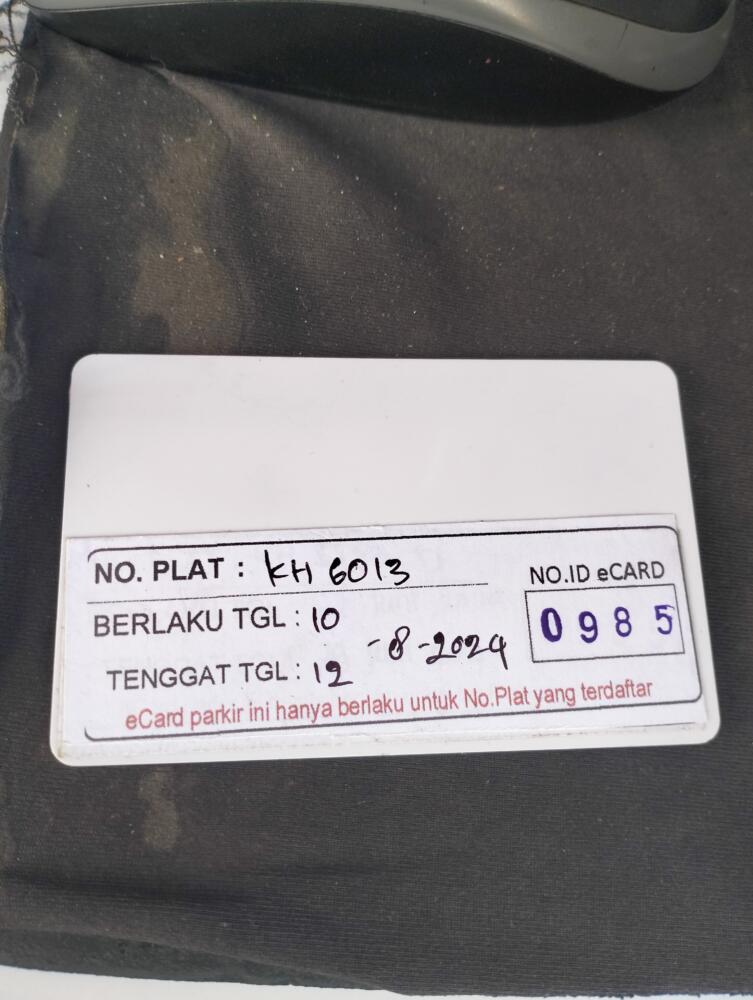 NO. PLAT : KH 6013
NO.ID eCARD
0985
BERLAKU TGL : 10
-8-2024
TENGGAT TGL : 12
eCard parkir ini hanya berlaku untuk No.Plat yang terdaftar